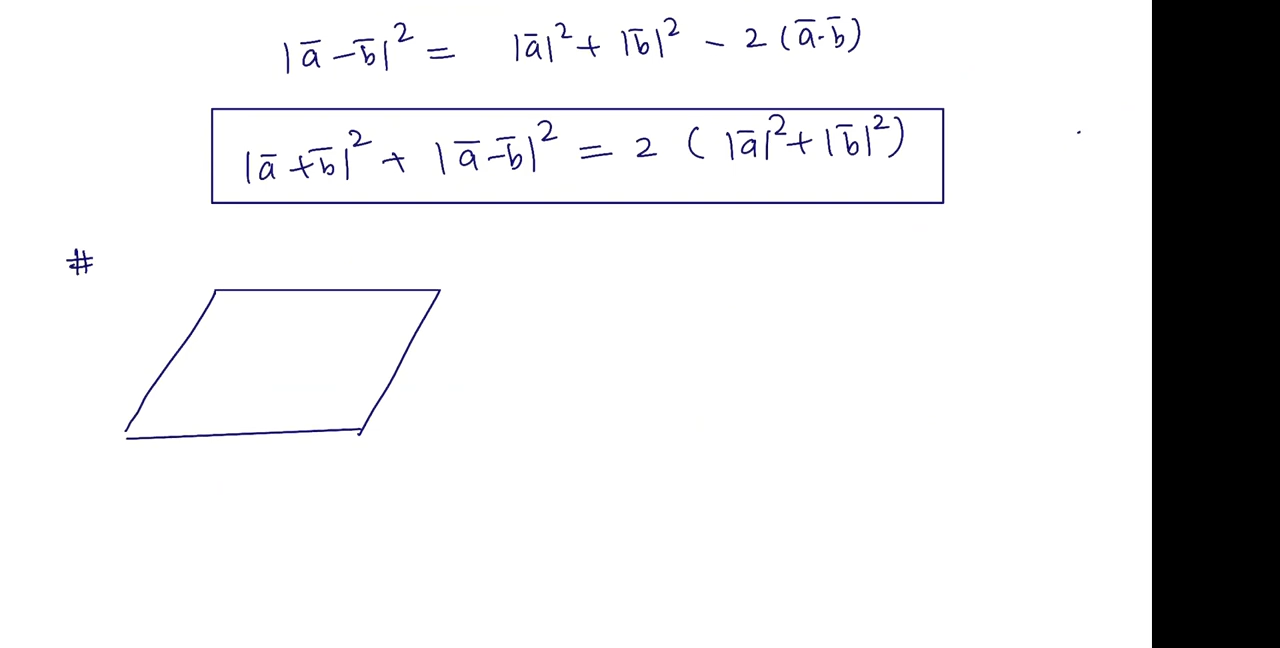 |a̅ - b̅|² = |a̅|² + |b̅|² - 2 (a̅·b̅)
|a̅ + b̅|² + |a̅ - b̅|² = 2 ( |a̅|² + |b̅|² )
#